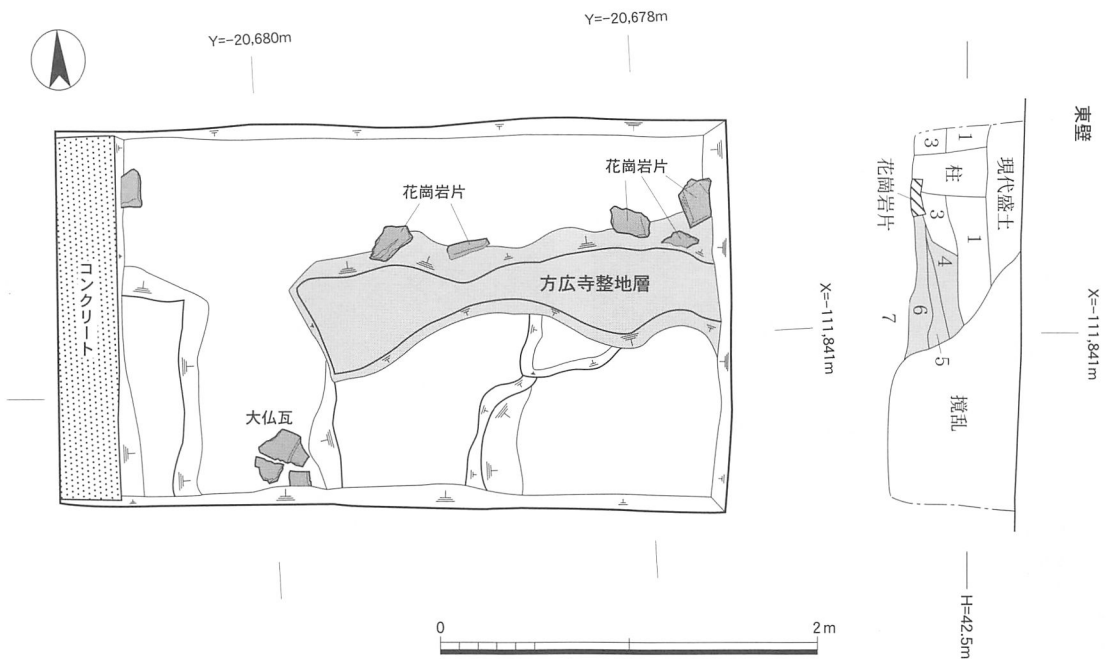 Y=-20,680m
Y=-20,678m
花崗岩片
花崗岩片
方広寺整地層
コンクリート
大仏瓦
X=-111,841m
0
2m
東壁
現代盛土
1
3
柱
1
3
花崗岩片
4
6
7
5
撹乱
X=-111,841m
H=42.5m